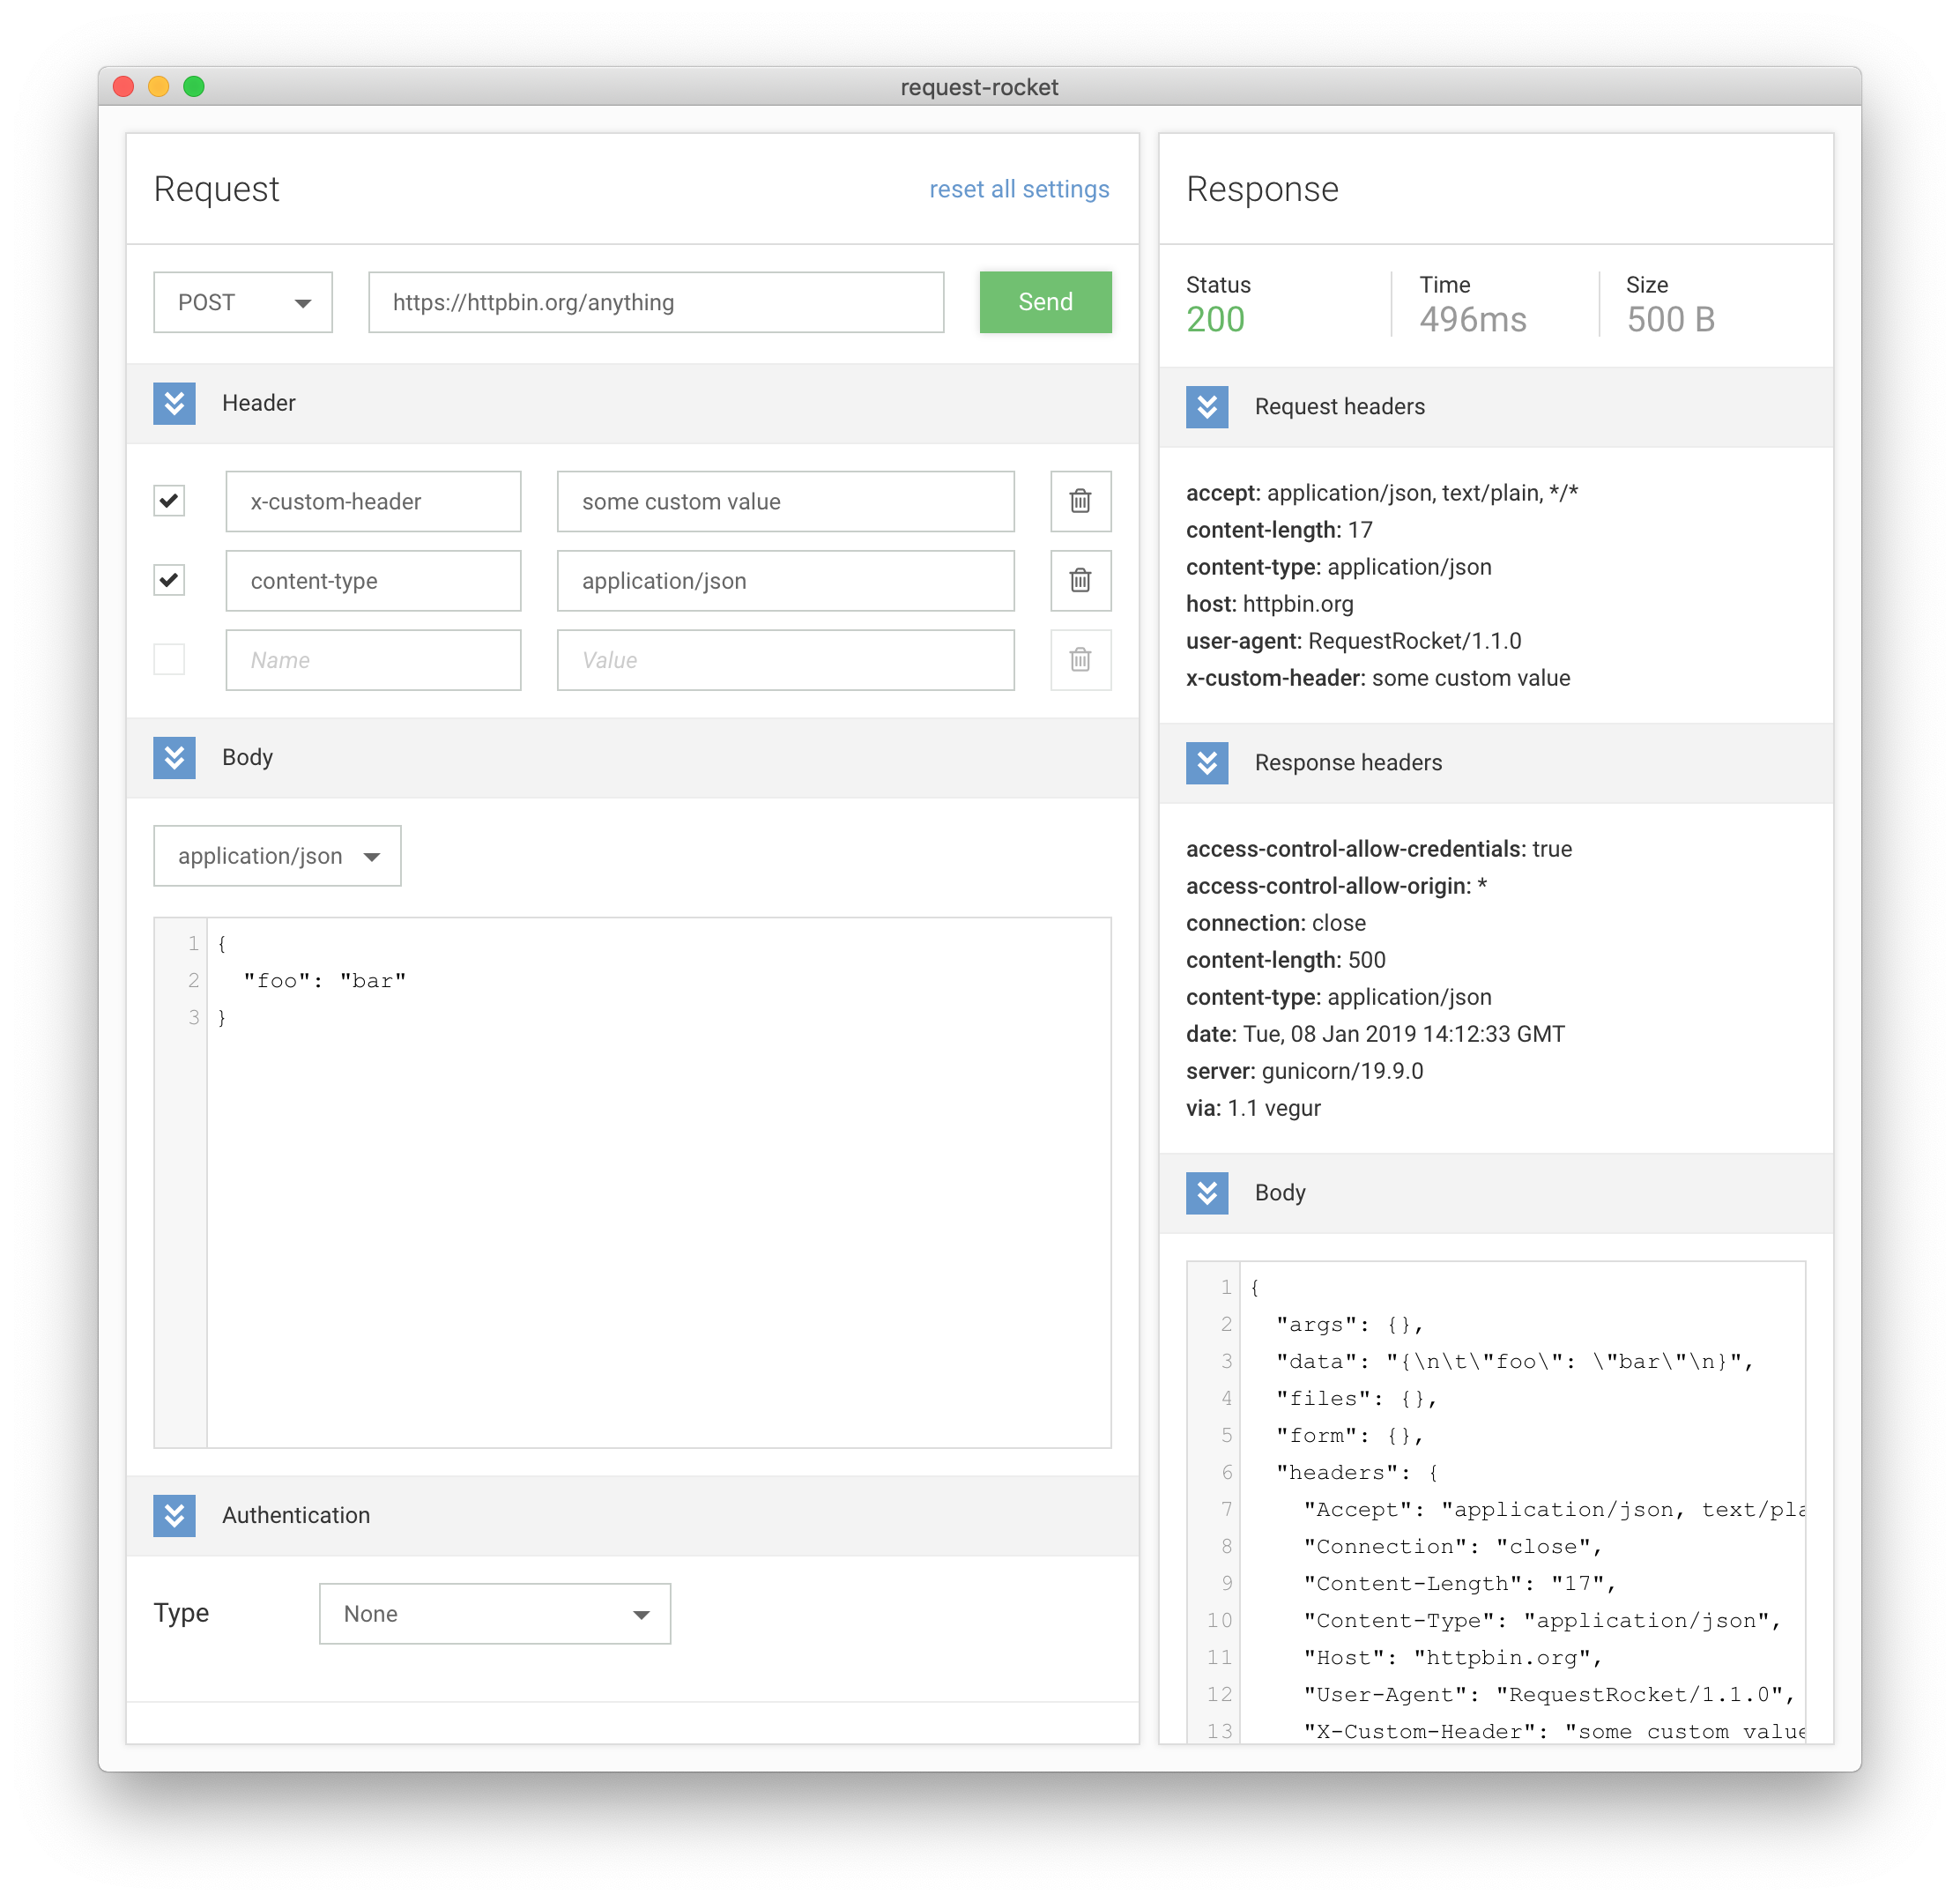 request-rocket
Request
reset all settings
POST
https://httpbin.org/anything
Send
Header
x-custom-header
some custom value
content-type
application/json
Name
Value
Body
application/json
1 {
2   "foo": "bar"
3 }
Authentication
Type
None
Response
Status
200
Time
496ms
Size
500 B
Request headers
accept: application/json, text/plain, */*
content-length: 17
content-type: application/json
host: httpbin.org
user-agent: RequestRocket/1.1.0
x-custom-header: some custom value
Response headers
access-control-allow-credentials: true
access-control-allow-origin: *
connection: close
content-length: 500
content-type: application/json
date: Tue, 08 Jan 2019 14:12:33 GMT
server: gunicorn/19.9.0
via: 1.1 vegur
Body
1 {
2   "args": {},
3   "data": "{\n\t\"foo\": \"bar\"\n}",
4   "files": {},
5   "form": {},
6   "headers": {
7     "Accept": "application/json, text/pla
8     "Connection": "close",
9     "Content-Length": "17",
10     "Content-Type": "application/json",
11     "Host": "httpbin.org",
12     "User-Agent": "RequestRocket/1.1.0",
13     "X-Custom-Header": "some custom value